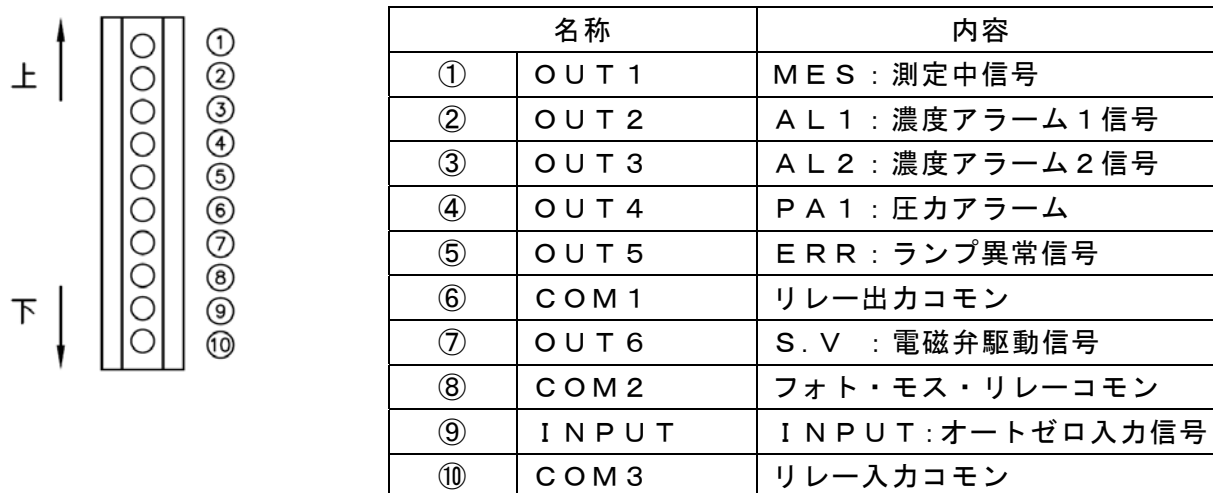 上
下
①
②
③
④
⑤
⑥
⑦
⑧
⑨
⑩
名称 内容
① OUT1 MES:測定中信号
② OUT2 AL1:濃度アラーム1信号
③ OUT3 AL2:濃度アラーム2信号
④ OUT4 PA1:圧力アラーム
⑤ OUT5 ERR:ランプ異常信号
⑥ COM1 リレー出力コモン
⑦ OUT6 S.V :電磁弁駆動信号
⑧ COM2 フォト・モス・リレーコモン
⑨ INPUT INPUT:オートゼロ入力信号
⑩ COM3 リレー入力コモン